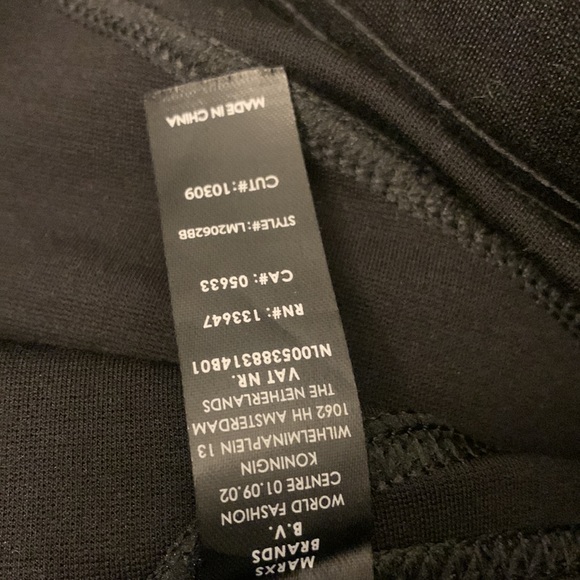 MARXS
BRANDS
B.V.
WORLD FASHION
CENTRE 01.09.02
KONINGIN
WILHELMINAPLEIN 13
1062 HH AMSTERDAM
THE NETHERLANDS
VAT NR.
NL005388314B01
RN#: 133647
CA#: 05633
STYLE#:LM2062BB
CUT#:10309
MADE IN CHINA